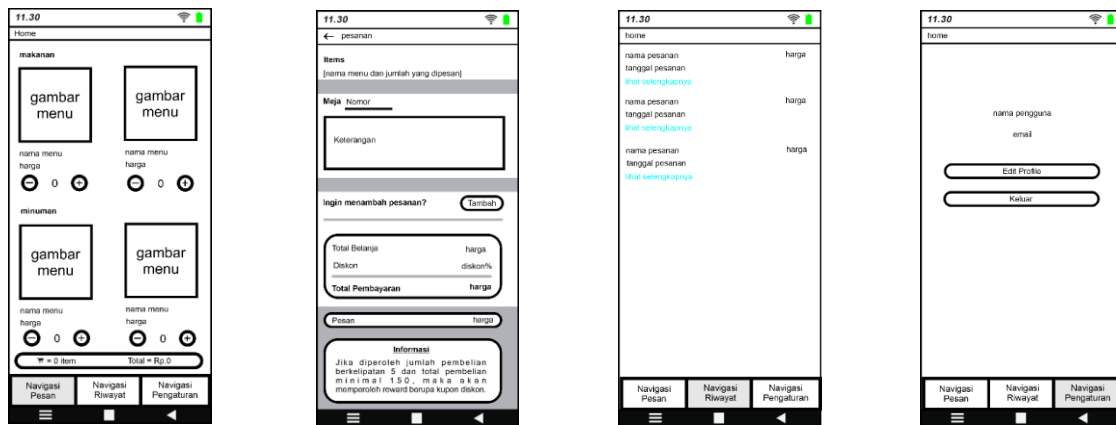 11.30
Home
makanan
gambar menu
gambar menu
nama menu
harga
0
nama menu
harga
0
minuman
gambar menu
gambar menu
nama menu
harga
0
nama menu
harga
0
= 0 item Total = Rp.0
Navigasi Pesan
Navigasi Riwayat
Navigasi Pengaturan
11.30
← pesanan
Items
[nama menu dan jumlah yang dipesan]
Meja Nomor
Keterangan
Ingin menambah pesanan? Tambah
Total Belanja harga
Diskon diskon%
Total Pembayaran harga
Pesan harga
Informasi
Jika diperoleh jumlah pembelian
berkelipatan 5 dan total pembelian
minimal 150, maka akan
memporoleh reward borupa kupon diskon.
11.30
home
nama pesanan harga
tanggal pesanan
lihat selengkapnya
nama pesanan harga
tanggal pesanan
lihat selengkapnya
nama pesanan harga
tanggal pesanan
lihat selengkapnya
Navigasi Pesan
Navigasi Riwayat
Navigasi Pengaturan
11.30
home
nama pengguna
email
Edit Profile
Keluar
Navigasi Pesan
Navigasi Riwayat
Navigasi Pengaturan